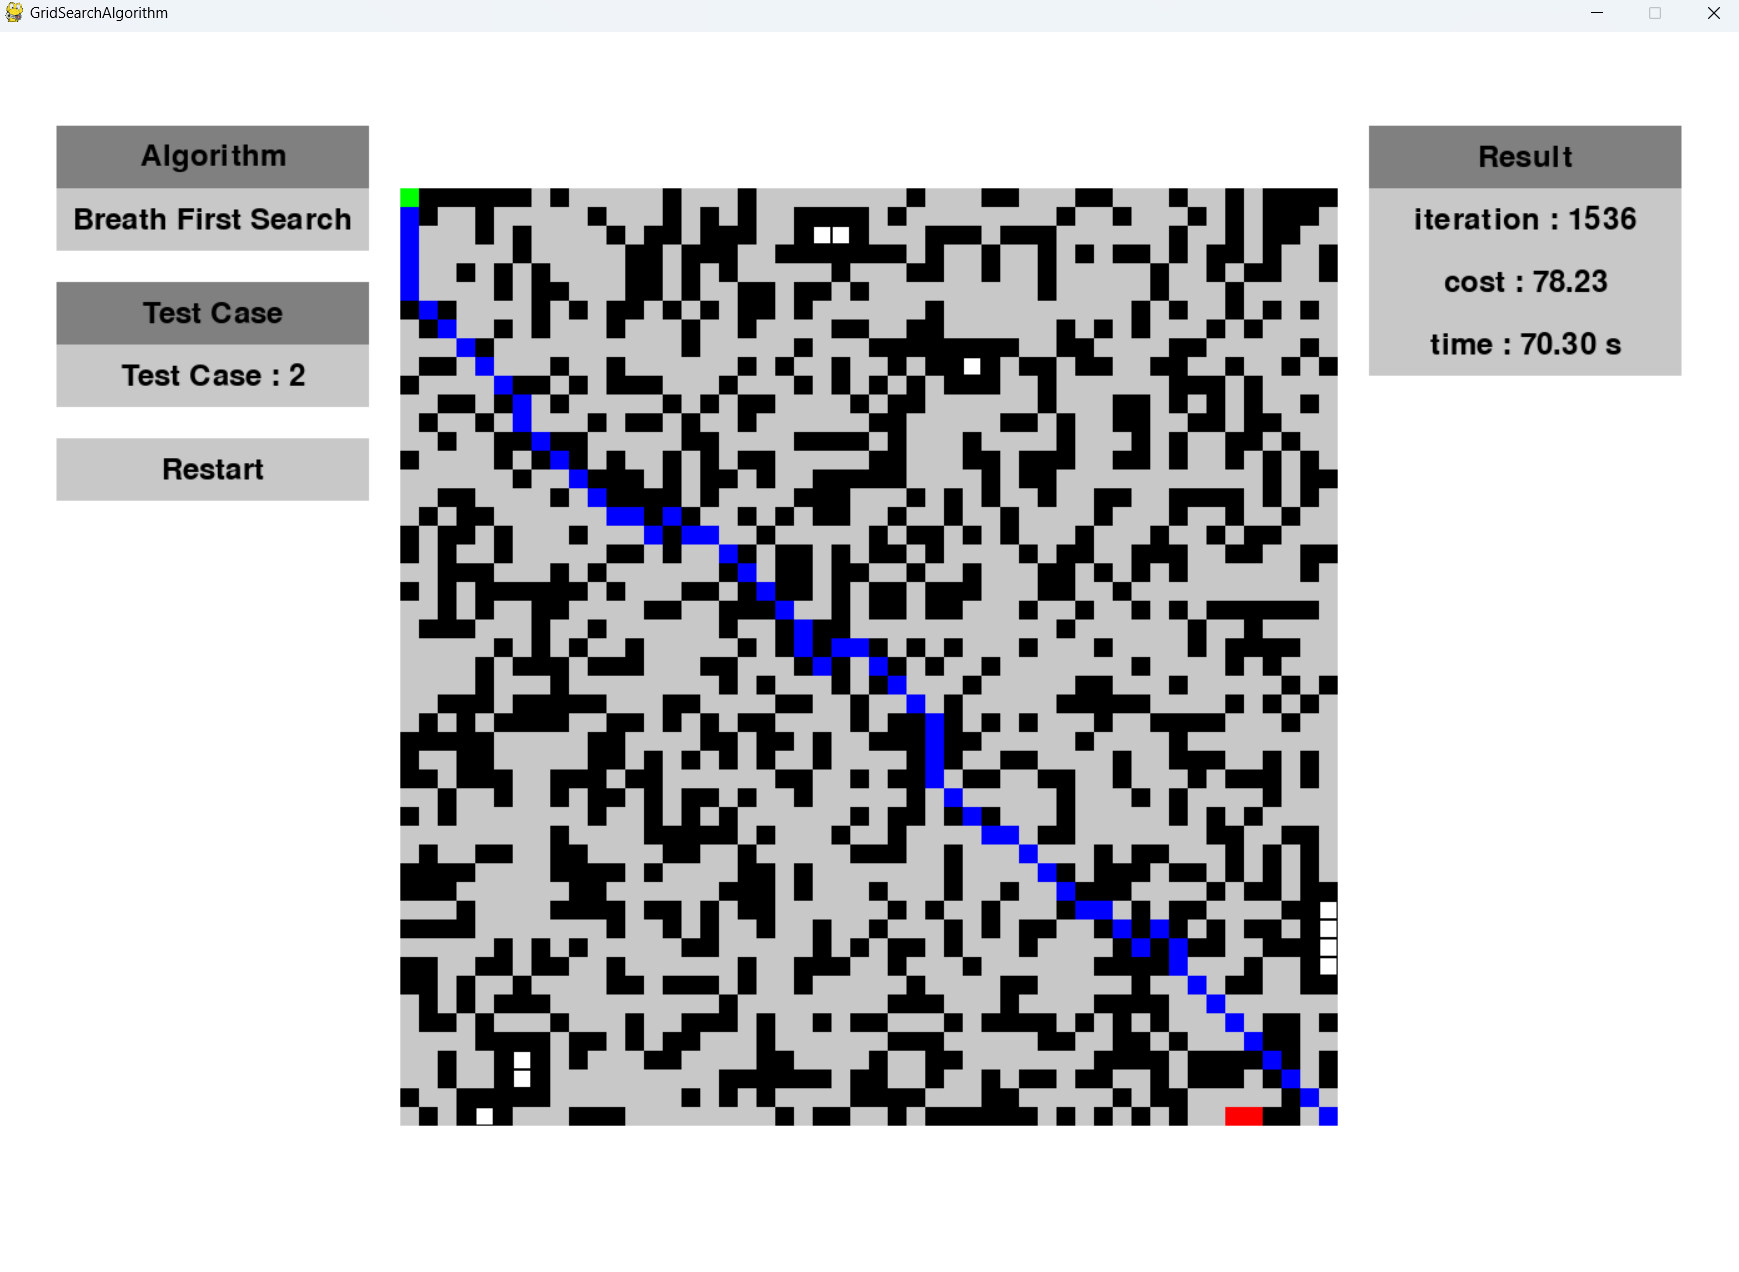 GridSearchAlgorithm
Algorithm
Breath First Search
Test Case
Test Case : 2
Restart
Result
iteration : 1536
cost : 78.23
time : 70.30 s